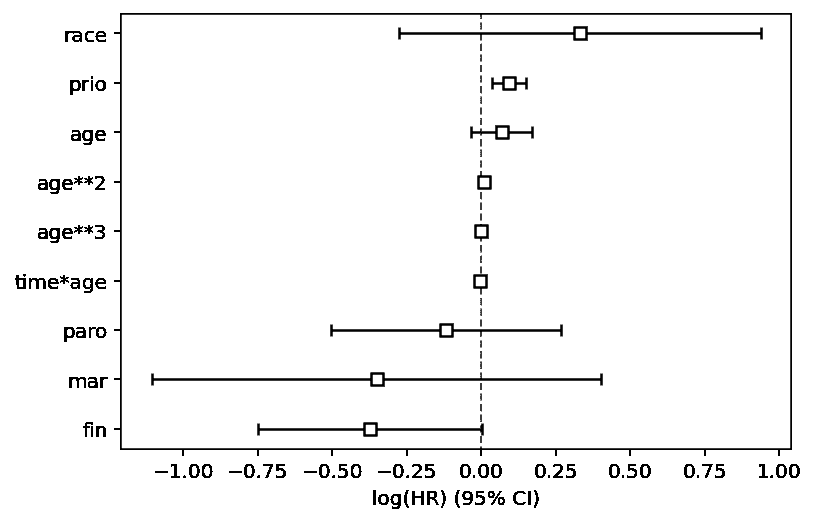 race
prio
age
age**2
age**3
time*age
paro
mar
fin
−1.00 −0.75 −0.50 −0.25 0.00 0.25 0.50 0.75 1.00
log(HR) (95% CI)